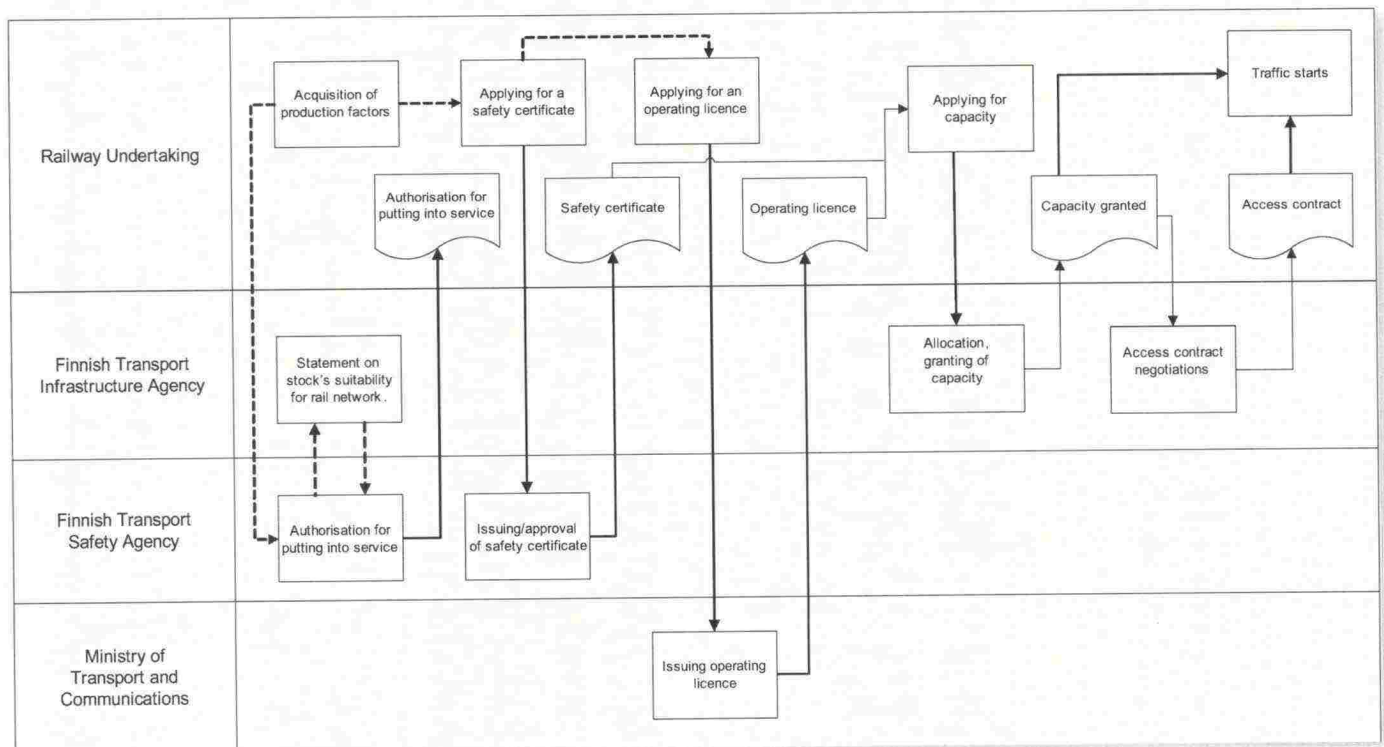 Railway Undertaking
Acquisition of
production factors
Applying for a
safety certificate
Applying for an
operating licence
Applying for
capacity
Traffic starts
Authorisation for
putting into service
Safety certificate
Operating licence
Capacity granted
Access contract
Finnish Transport
Infrastructure Agency
Statement on
stock´s suitability
for rail network.
Allocation,
granting of
capacity
Access contract
negotiations
Finnish Transport
Safety Agency
Authorisation for
putting into service
Issuing/approval
of safety certificate
Ministry of
Transport and
Communications
Issuing operating
licence